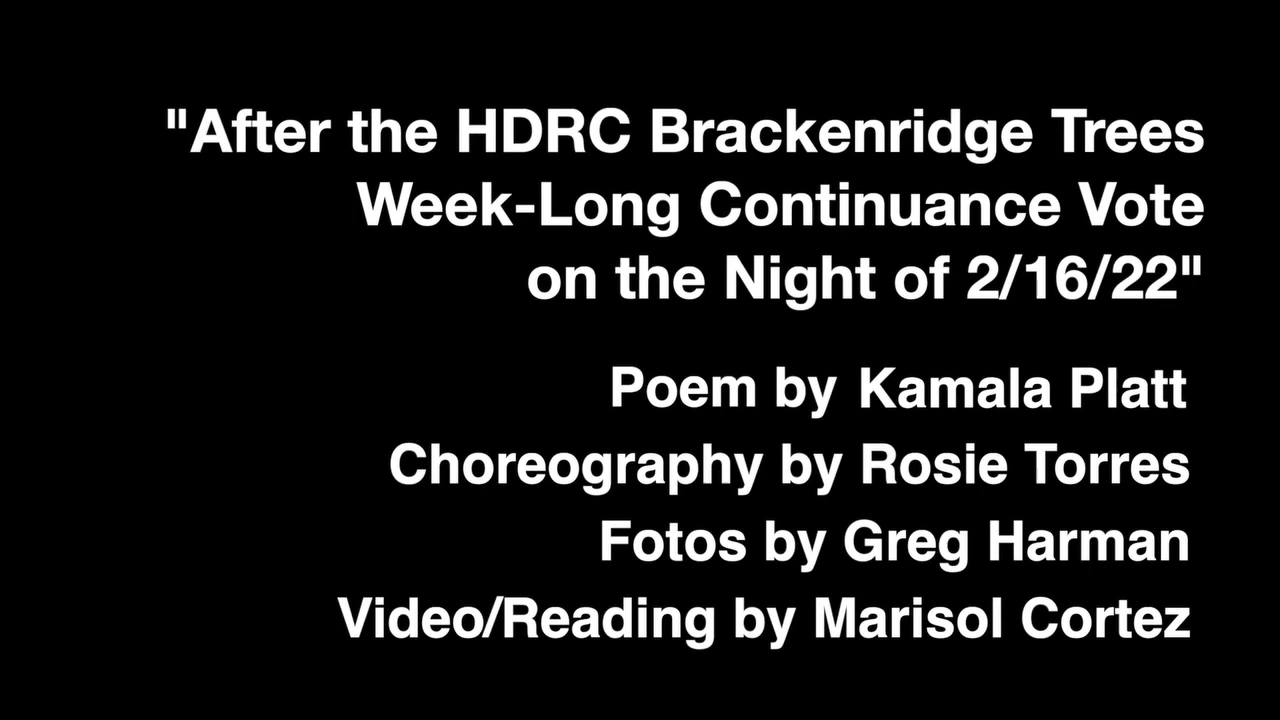 "After the HDRC Brackenridge Trees
Week-Long Continuance Vote
on the Night of 2/16/22"
Poem by Kamala Platt
Choreography by Rosie Torres
Fotos by Greg Harman
Video/Reading by Marisol Cortez